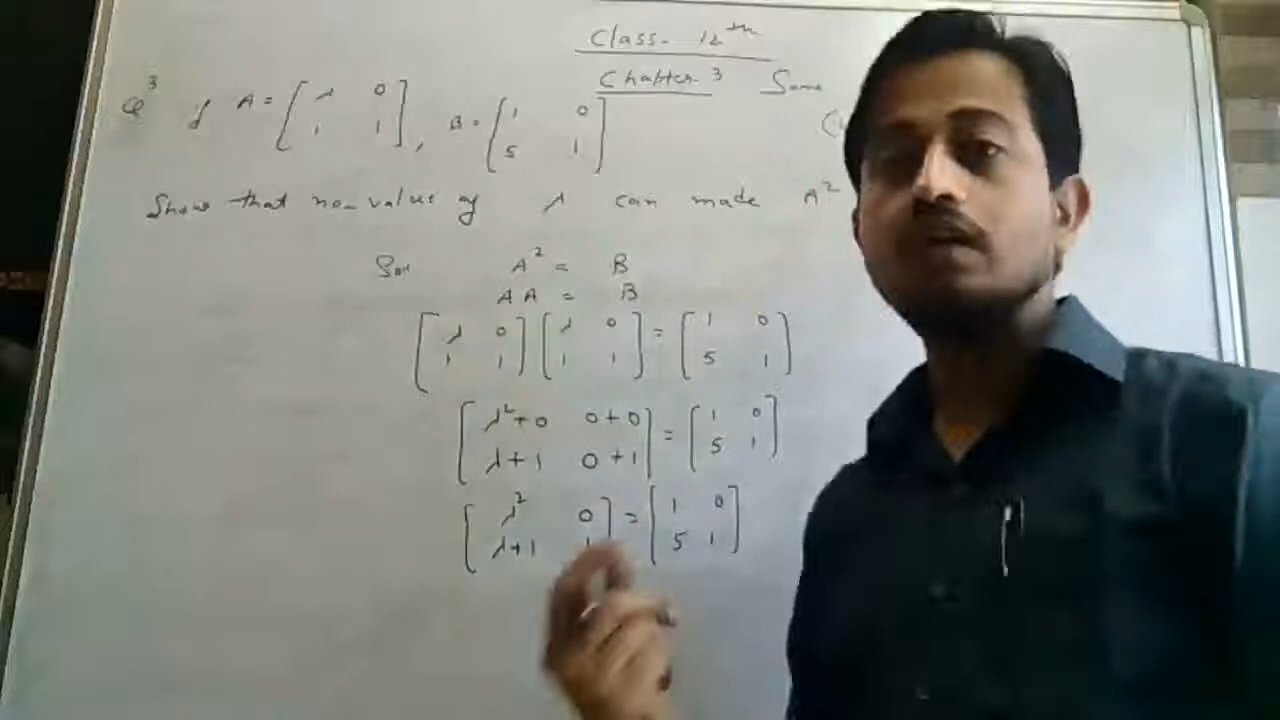 Class- 12th
Chapter-3 Some
Q3 if A = [λ 0 1 1], B = [1 0 5 1]
Show that no value of λ can made A²
Son A² = B
AA = B
[λ 0 1 1] [λ 0 1 1] = [1 0 5 1]
[λ²+0 0+0 λ+1 0+1] = [1 0 5 1]
[λ² 0 λ+1 1] = [1 0 5 1]